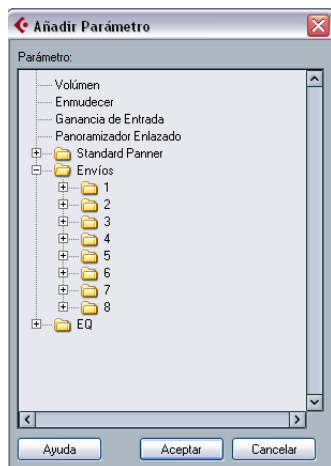 Añadir Parámetro
Parámetro:
Volúmen
Enmudecer
Ganancia de Entrada
Panoramizador Enlazado
Standard Panner
Envíos
1
2
3
4
5
6
7
8
EQ
Ayuda Aceptar Cancelar